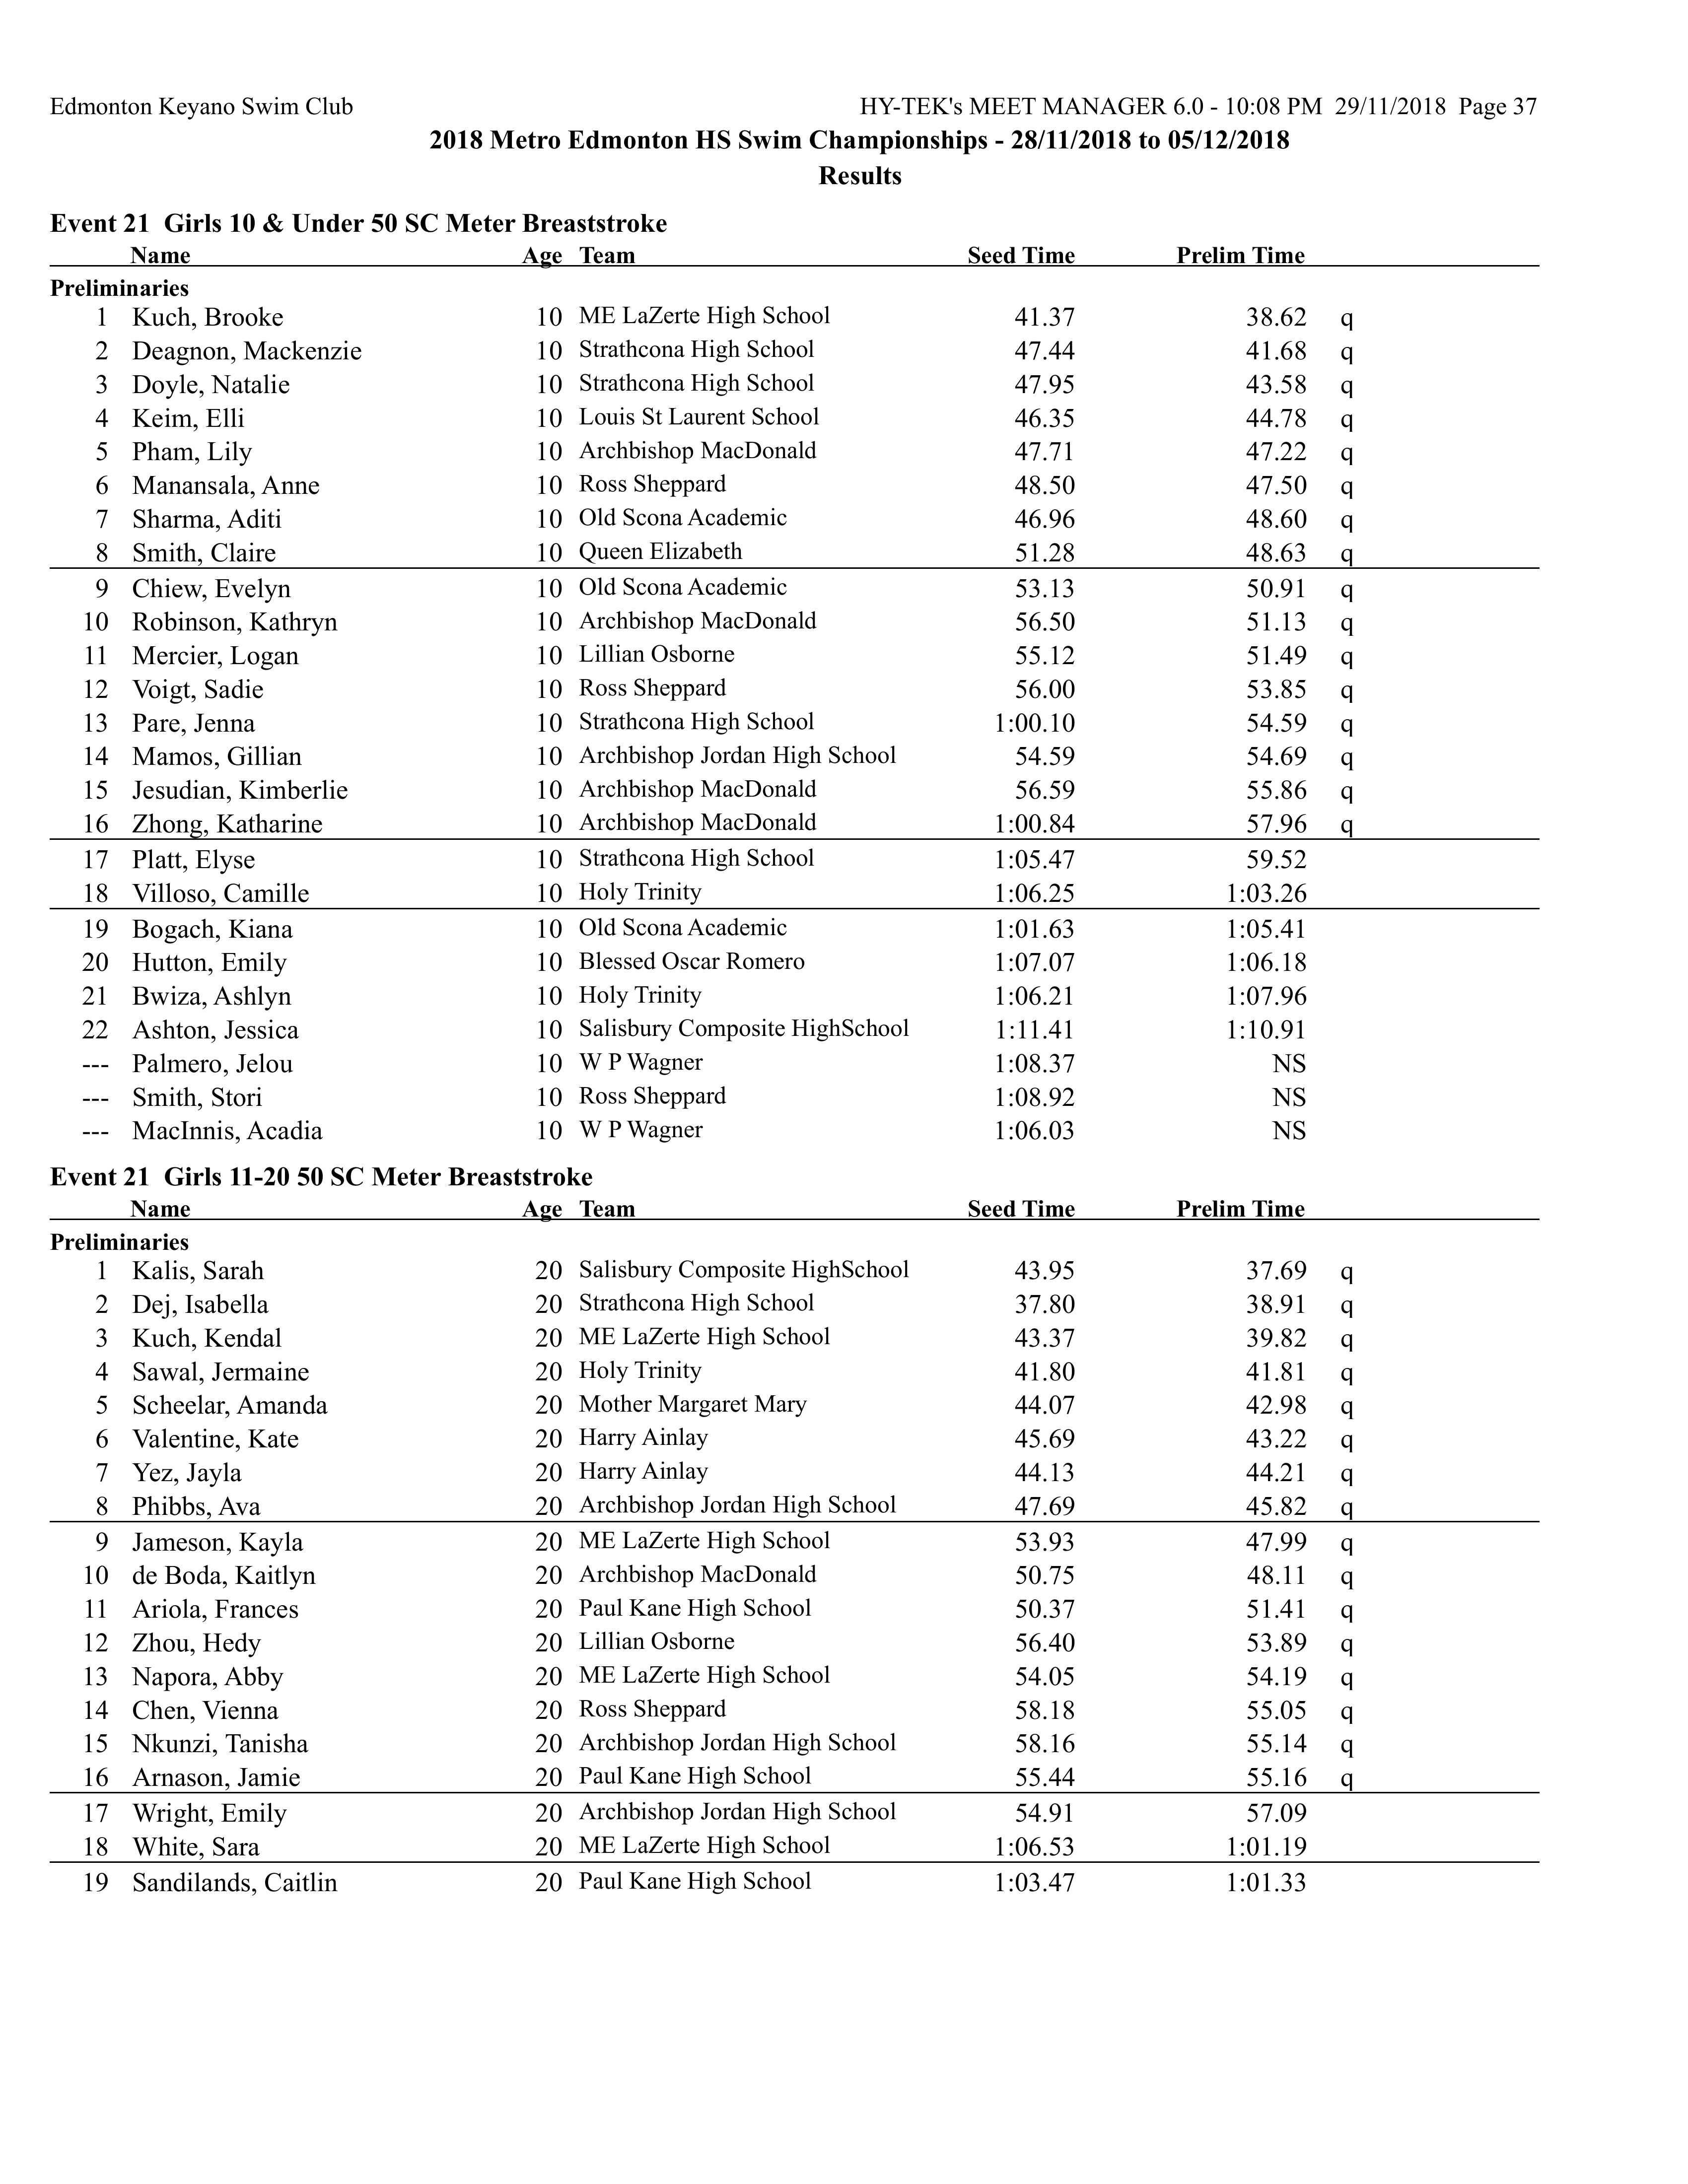 Edmonton Keyano Swim Club HY-TEK's MEET MANAGER 6.0 - 10:08 PM 29/11/2018 Page 37
2018 Metro Edmonton HS Swim Championships - 28/11/2018 to 05/12/2018
Results
Event 21 Girls 10 & Under 50 SC Meter Breaststroke
Name Age Team Seed Time Prelim Time
Preliminaries
1 Kuch, Brooke 10 ME LaZerte High School 41.37 38.62 q
2 Deagnon, Mackenzie 10 Strathcona High School 47.44 41.68 q
3 Doyle, Natalie 10 Strathcona High School 47.95 43.58 q
4 Keim, Elli 10 Louis St Laurent School 46.35 44.78 q
5 Pham, Lily 10 Archbishop MacDonald 47.71 47.22 q
6 Manansala, Anne 10 Ross Sheppard 48.50 47.50 q
7 Sharma, Aditi 10 Old Scona Academic 46.96 48.60 q
8 Smith, Claire 10 Queen Elizabeth 51.28 48.63 q
9 Chiew, Evelyn 10 Old Scona Academic 53.13 50.91 q
10 Robinson, Kathryn 10 Archbishop MacDonald 56.50 51.13 q
11 Mercier, Logan 10 Lillian Osborne 55.12 51.49 q
12 Voigt, Sadie 10 Ross Sheppard 56.00 53.85 q
13 Pare, Jenna 10 Strathcona High School 1:00.10 54.59 q
14 Mamos, Gillian 10 Archbishop Jordan High School 54.59 54.69 q
15 Jesudian, Kimberlie 10 Archbishop MacDonald 56.59 55.86 q
16 Zhong, Katharine 10 Archbishop MacDonald 1:00.84 57.96 q
17 Platt, Elyse 10 Strathcona High School 1:05.47 59.52
18 Villoso, Camille 10 Holy Trinity 1:06.25 1:03.26
19 Bogach, Kiana 10 Old Scona Academic 1:01.63 1:05.41
20 Hutton, Emily 10 Blessed Oscar Romero 1:07.07 1:06.18
21 Bwiza, Ashlyn 10 Holy Trinity 1:06.21 1:07.96
22 Ashton, Jessica 10 Salisbury Composite HighSchool 1:11.41 1:10.91
--- Palmero, Jelou 10 W P Wagner 1:08.37 NS
--- Smith, Stori 10 Ross Sheppard 1:08.92 NS
--- MacInnis, Acadia 10 W P Wagner 1:06.03 NS
Event 21 Girls 11-20 50 SC Meter Breaststroke
Name Age Team Seed Time Prelim Time
Preliminaries
1 Kalis, Sarah 20 Salisbury Composite HighSchool 43.95 37.69 q
2 Dej, Isabella 20 Strathcona High School 37.80 38.91 q
3 Kuch, Kendal 20 ME LaZerte High School 43.37 39.82 q
4 Sawal, Jermaine 20 Holy Trinity 41.80 41.81 q
5 Scheelar, Amanda 20 Mother Margaret Mary 44.07 42.98 q
6 Valentine, Kate 20 Harry Ainlay 45.69 43.22 q
7 Yez, Jayla 20 Harry Ainlay 44.13 44.21 q
8 Phibbs, Ava 20 Archbishop Jordan High School 47.69 45.82 q
9 Jameson, Kayla 20 ME LaZerte High School 53.93 47.99 q
10 de Boda, Kaitlyn 20 Archbishop MacDonald 50.75 48.11 q
11 Ariola, Frances 20 Paul Kane High School 50.37 51.41 q
12 Zhou, Hedy 20 Lillian Osborne 56.40 53.89 q
13 Napora, Abby 20 ME LaZerte High School 54.05 54.19 q
14 Chen, Vienna 20 Ross Sheppard 58.18 55.05 q
15 Nkunzi, Tanisha 20 Archbishop Jordan High School 58.16 55.14 q
16 Arnason, Jamie 20 Paul Kane High School 55.44 55.16 q
17 Wright, Emily 20 Archbishop Jordan High School 54.91 57.09
18 White, Sara 20 ME LaZerte High School 1:06.53 1:01.19
19 Sandilands, Caitlin 20 Paul Kane High School 1:03.47 1:01.33